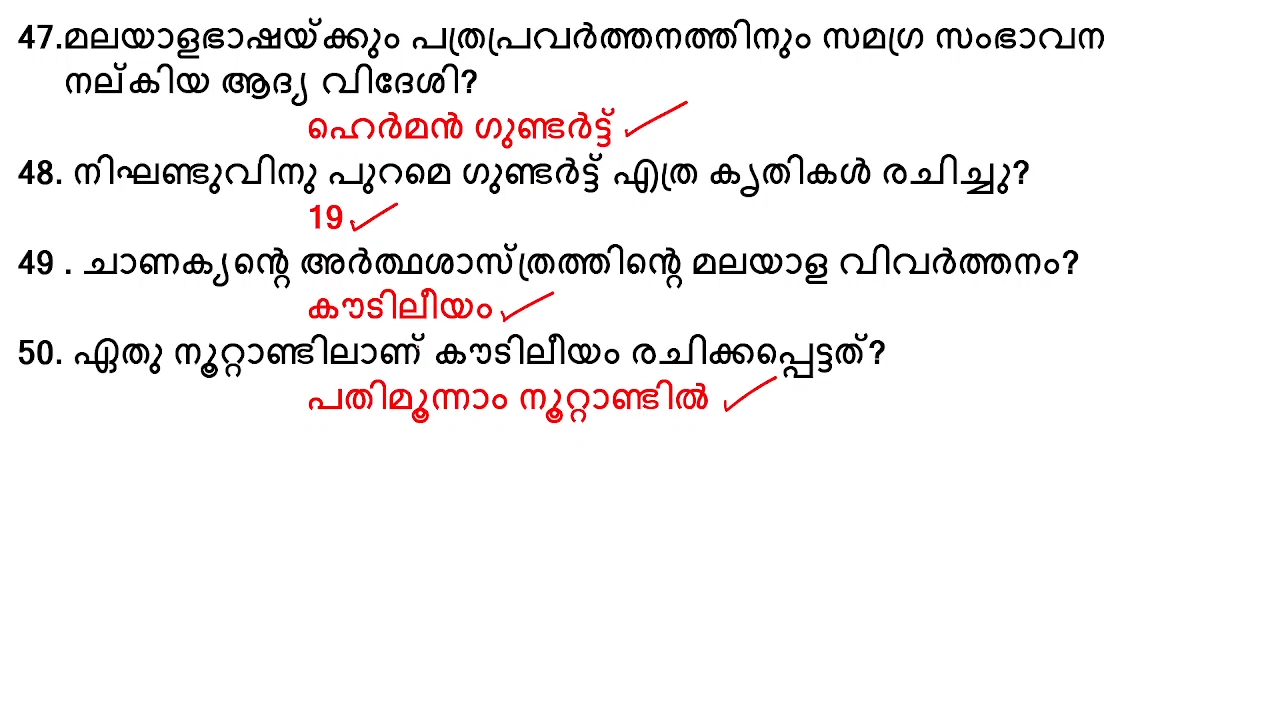 47.മലയാളഭാഷയ്ക്കും പത്രപ്രവർത്തനത്തിനും സമഗ്ര സംഭാവന
നല്കിയ ആദ്യ വിദേശി?
ഹെർമൻ ഗുണ്ടർട്ട്
48. നിഘണ്ടുവിനു പുറമെ ഗുണ്ടർട്ട് എത്ര കൃതികൾ രചിച്ചു?
19
49 . ചാണക്യന്റെ അർത്ഥശാസ്ത്രത്തിന്റെ മലയാള വിവർത്തനം?
കൗടിലീയം
50. ഏതു നൂറ്റാണ്ടിലാണ് കൗടിലീയം രചിക്കപ്പെട്ടത്?
പതിമൂന്നാം നൂറ്റാണ്ടിൽ